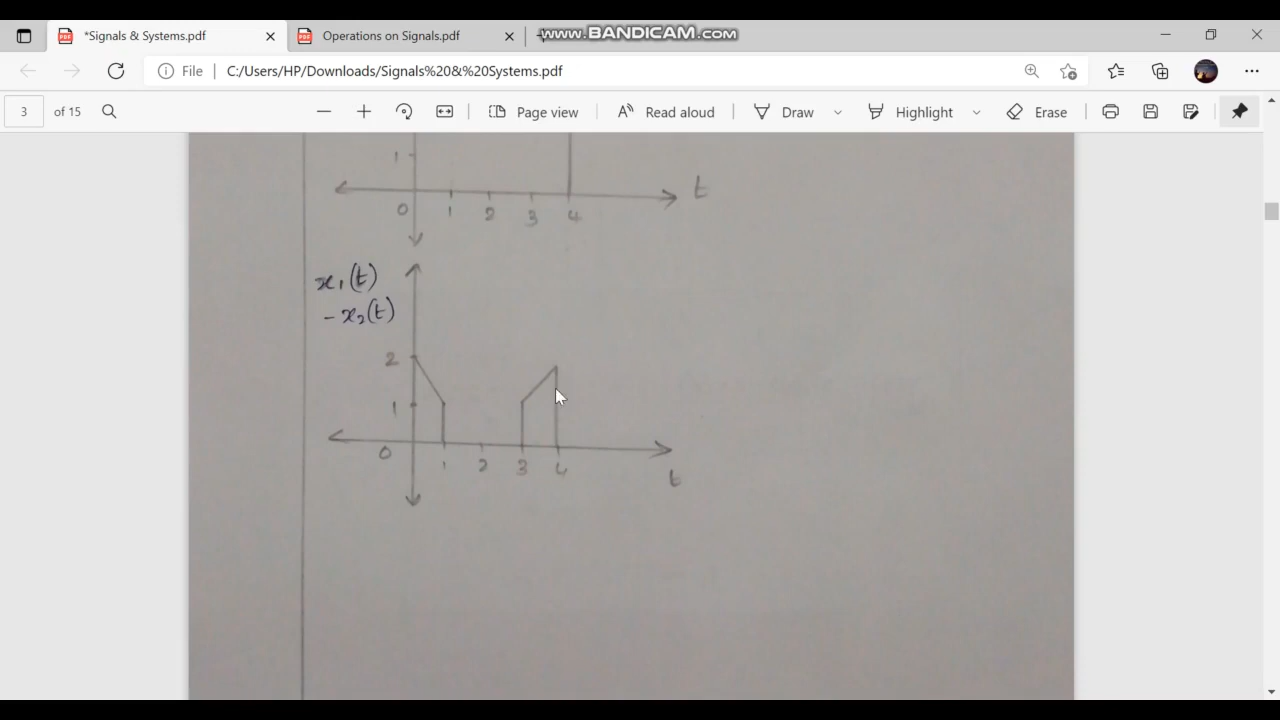 *Signals & Systems.pdf
Operations on Signals.pdf
www.BANDICAM.com
File
C:/Users/HP/Downloads/Signals%20&%20Systems.pdf
3 of 15
Page view
Read aloud
Draw
Highlight
Erase
1
t
0 1 2 3 4
x₁(t)
- x₂(t)
2
1
0 1 2 3 4
t